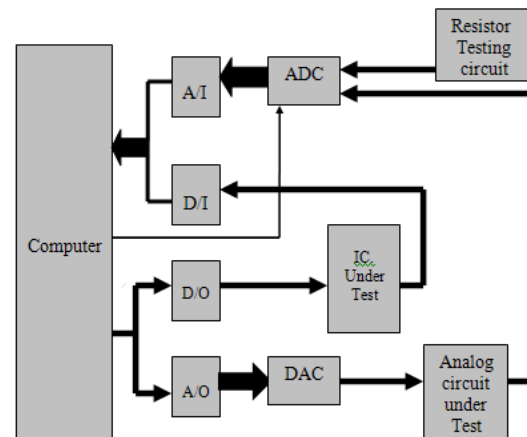 Resistor
Testing
circuit
ADC
A/I
D/I
Computer
IC.
Under
Test
D/O
DAC
A/O
Analog
circuit
under
Test